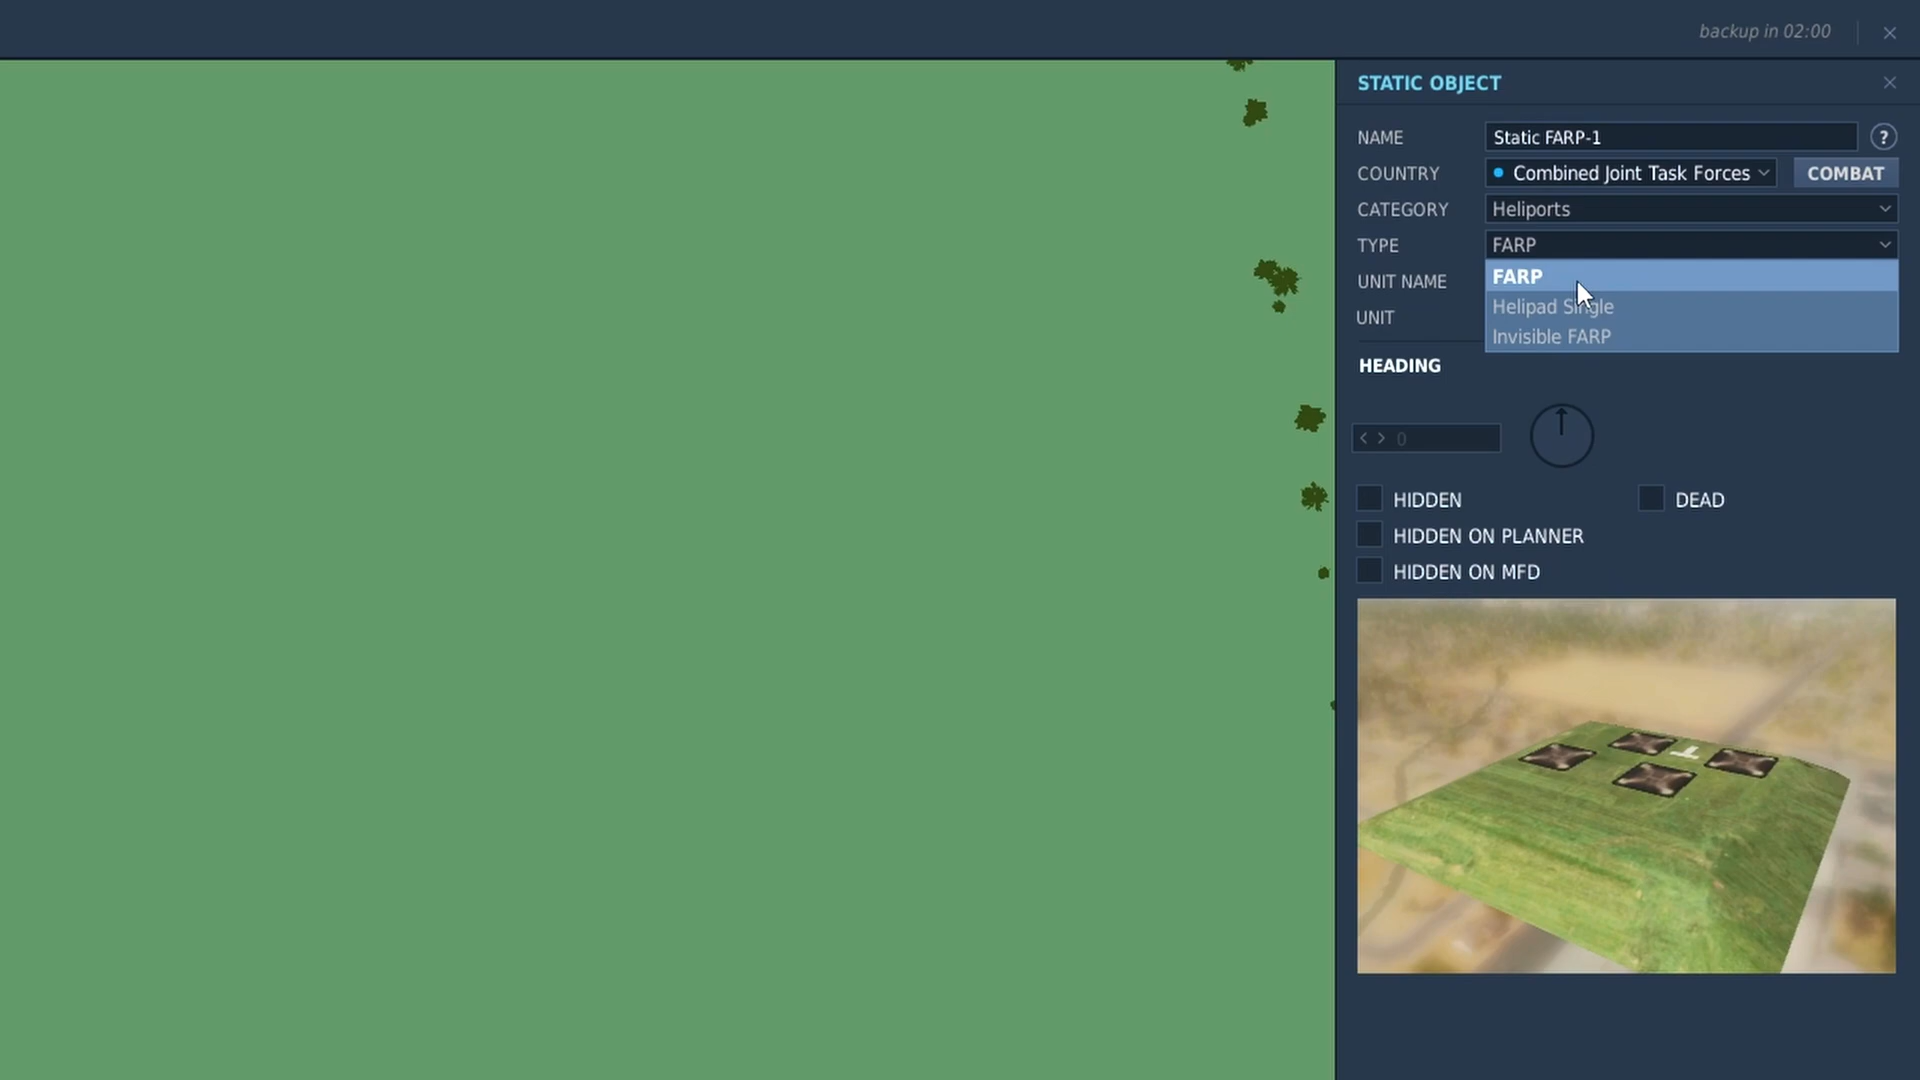 backup in 02:00
STATIC OBJECT
NAME Static FARP-1 ?
COUNTRY Combined Joint Task Forces COMBAT
CATEGORY Heliports
TYPE FARP
FARP
UNIT NAME
Helipad Single
UNIT
Invisible FARP
HEADING
0
HIDDEN DEAD
HIDDEN ON PLANNER
HIDDEN ON MFD